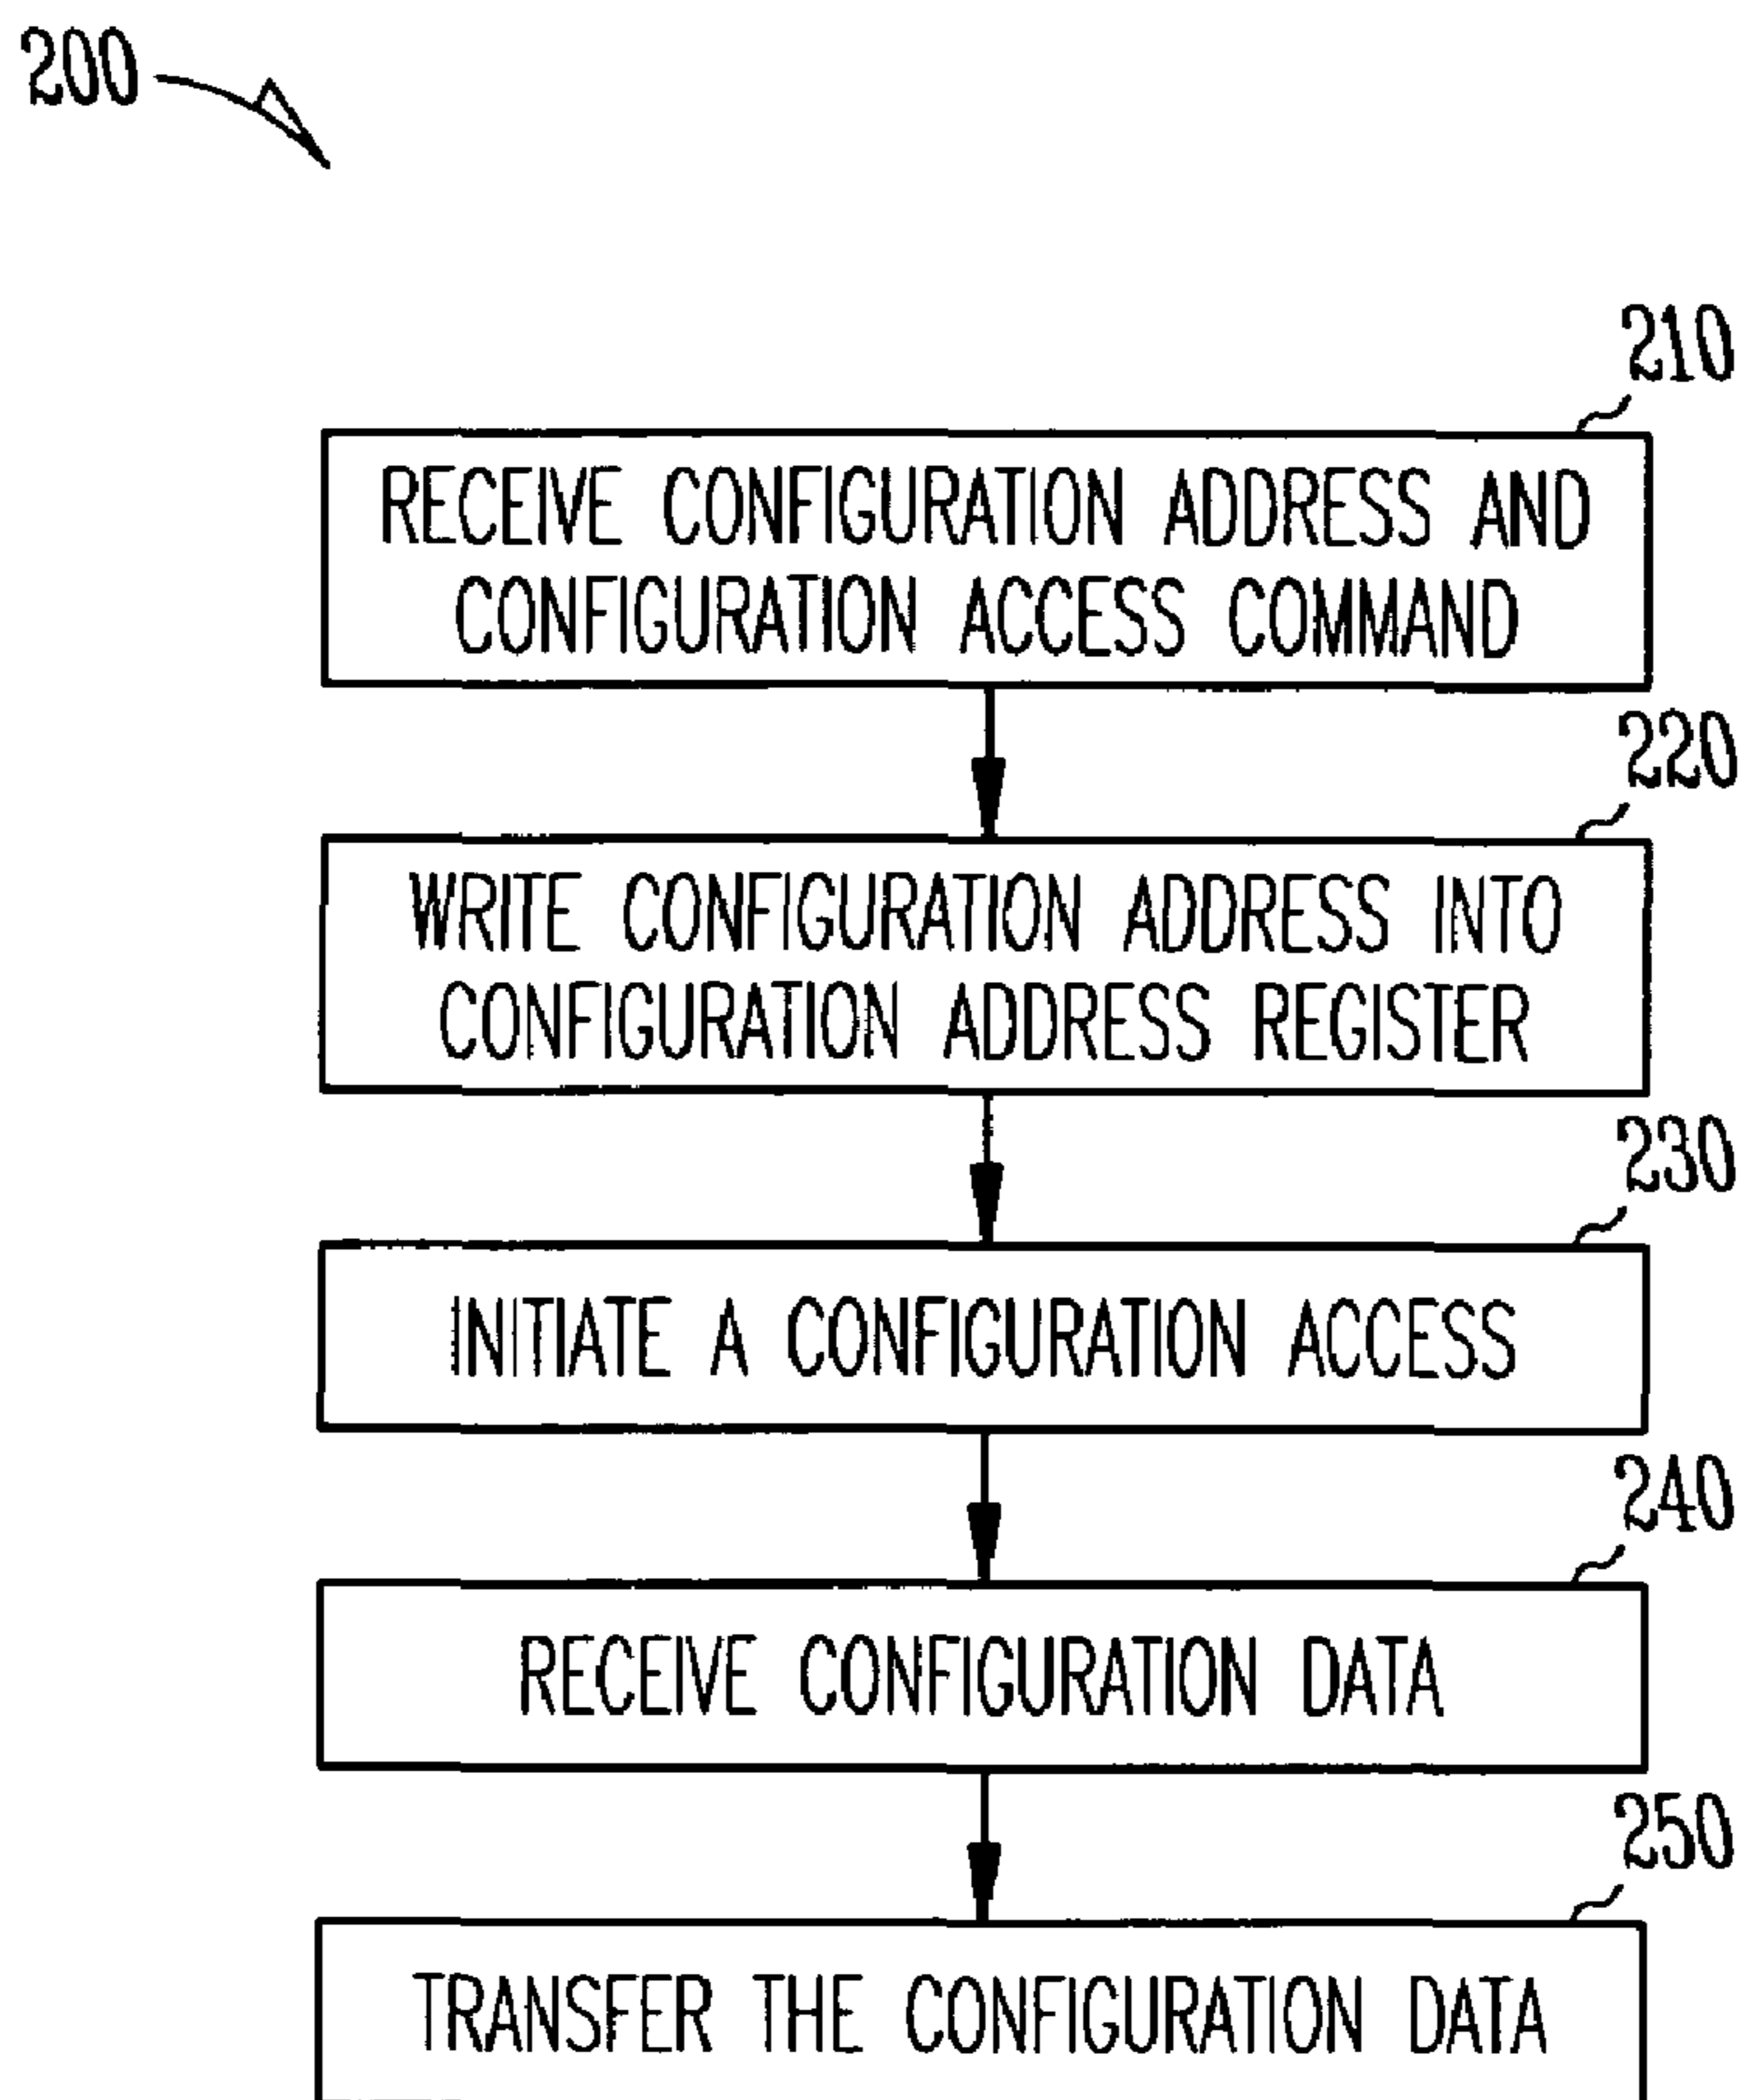 200
210
RECEIVE CONFIGURATION ADDRESS AND
CONFIGURATION ACCESS COMMAND
220
WRITE CONFIGURATION ADDRESS INTO
CONFIGURATION ADDRESS REGISTER
230
INITIATE A CONFIGURATION ACCESS
240
RECEIVE CONFIGURATION DATA
250
TRANSFER THE CONFIGURATION DATA